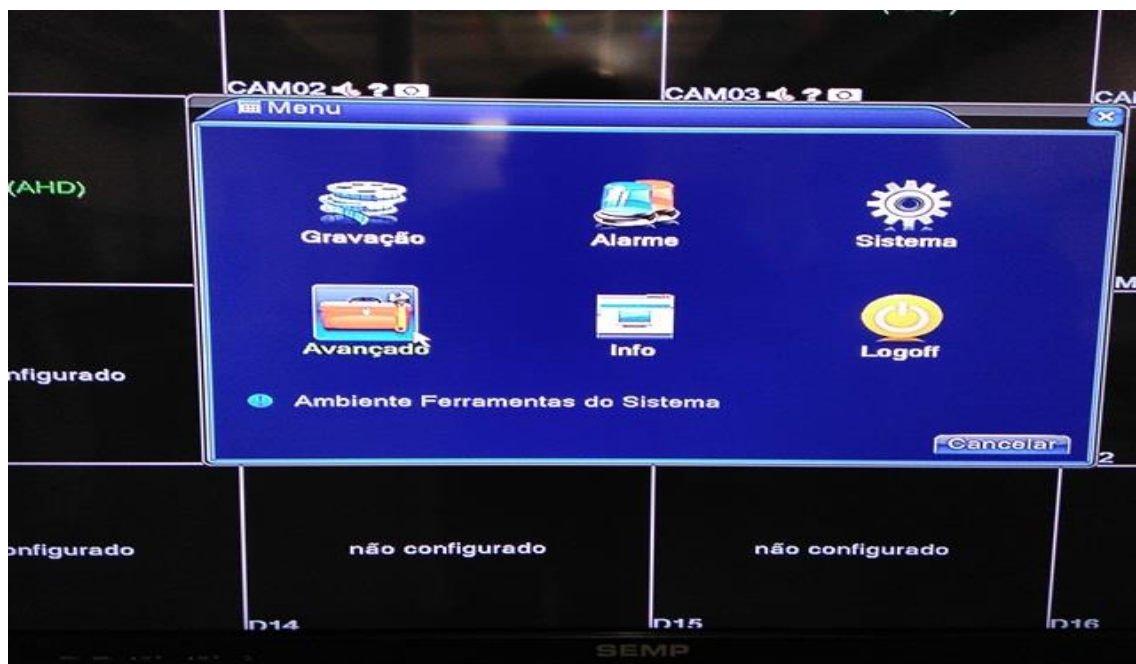 CAM02 ?
CAM03 ?
Menu
(AHD)
Gravação
Alarme
Sistema
Avançado
Info
Logoff
nfigurado
Ambiente Ferramentas do Sistema
Cancelar
2
onfigurado
não configurado
não configurado
D14
D15
D16
SEMP